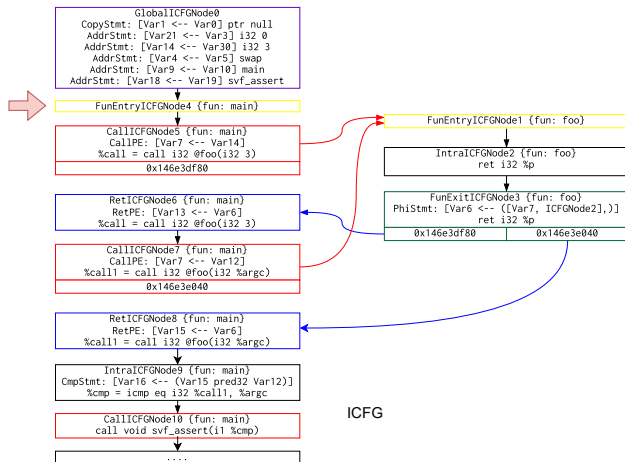 GlobalICFGNode0
CopyStmt: [Var1 <-- Var0] ptr null
AddrStmt: [Var21 <-- Var3] i32 0
AddrStmt: [Var14 <-- Var30] i32 3
AddrStmt: [Var4 <-- Var5] swap
AddrStmt: [Var9 <-- Var10] main
AddrStmt: [Var18 <-- Var19] svf_assert
FunEntryICFGNode4 {fun: main}
CallICFGNode5 {fun: main}
CallPE: [Var7 <-- Var14]
%call = call i32 @foo(i32 3)
0x146e3df80
RetICFGNode6 {fun: main}
RetPE: [Var13 <-- Var6]
%call = call i32 @foo(i32 3)
CallICFGNode7 {fun: main}
CallPE: [Var7 <-- Var12]
%call1 = call i32 @foo(i32 %argc)
0x146e3e040
RetICFGNode8 {fun: main}
RetPE: [Var15 <-- Var6]
%call1 = call i32 @foo(i32 %argc)
IntraICFGNode9 {fun: main}
CmpStmt: [Var16 <-- (Var15 pred32 Var12)]
%cmp = icmp eq i32 %call1, %argc
CallICFGNode10 {fun: main}
call void svf_assert(i1 %cmp)
....
FunEntryICFGNode1 {fun: foo}
IntraICFGNode2 {fun: foo}
ret i32 %p
FunExitICFGNode3 {fun: foo}
PhiStmt: [Var6 <-- ([Var7, ICFGNode2],)]
ret i32 %p
0x146e3df80 0x146e3e040
ICFG